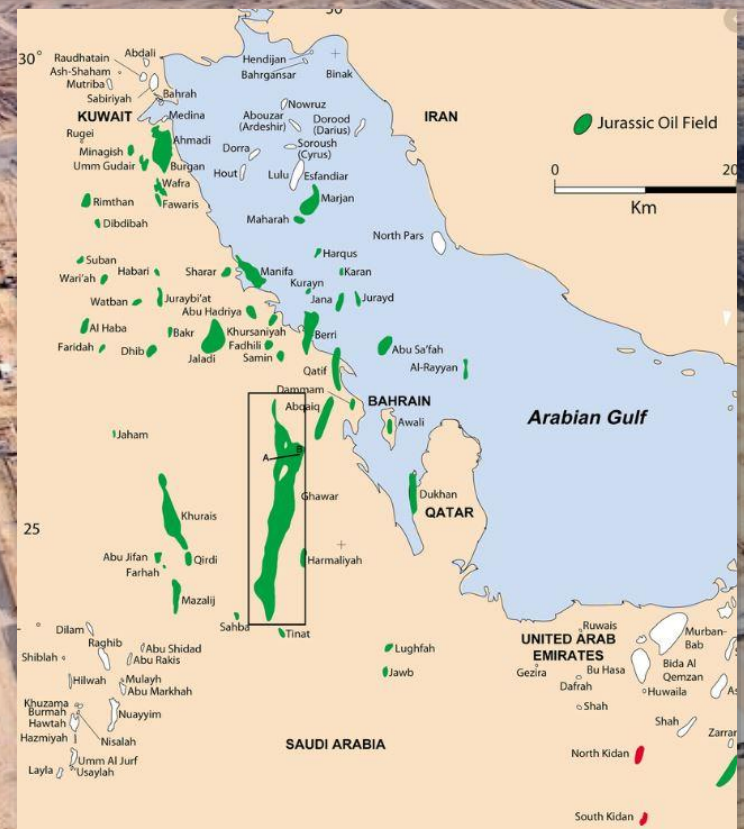 50
30°
Abdali
Raudhatain
Ash-Shaham
Mutriba
Sabiriyah
Bahrah
KUWAIT
Medina
Rugei
Ahmadi
Minagish
Umm Gudair
Burgan
Wafra
Rimthan
Fawaris
Dibdibah
Hendijan
Bahrgansar
Binak
Nowruz
Abouzar
(Ardeshir)
Dorood
(Darius)
IRAN
Dorra
Soroush
(Cyrus)
Hout
Lulu
Esfandiar
Marjan
Maharah
North Pars
Jurassic Oil Field
0
20
Km
Suban
Wari'ah
Habari
Sharar
Manifa
Harqus
Karan
Kurayn
Jana
Jurayd
Watban
Juraybi'at
Abu Hadriya
Al Haba
Bakr
Khursaniyah
Berri
Faridah
Dhib
Jaladi
Fadhili
Samin
Abu Sa'fah
Al-Rayyan
Qatif
Dammam
Abqaiq
BAHRAIN
Awali
Arabian Gulf
Jaham
A
B
Ghawar
Dukhan
QATAR
25
Khurais
Abu Jifan
Qirdi
Farhah
Harmaliyah
Mazalij
Sahba
Tinat
Dilam
Raghib
Abu Shidad
Shiblah
Abu Rakis
Hilwah
Mulayh
Abu Markhah
Khuzama
Burmah
Hawtah
Nuayyim
Hazmiyah
Nisalah
Umm Al Jurf
Layla
Usaylah
SAUDI ARABIA
Lughfah
Jawb
Ruwais
UNITED ARAB
EMIRATES
Murban-
Bab
Gezira
Bu Hasa
Bida Al
Qemzan
Dafrah
Huwaila
Shah
Shah
Zarrar
North Kidan
South Kidan